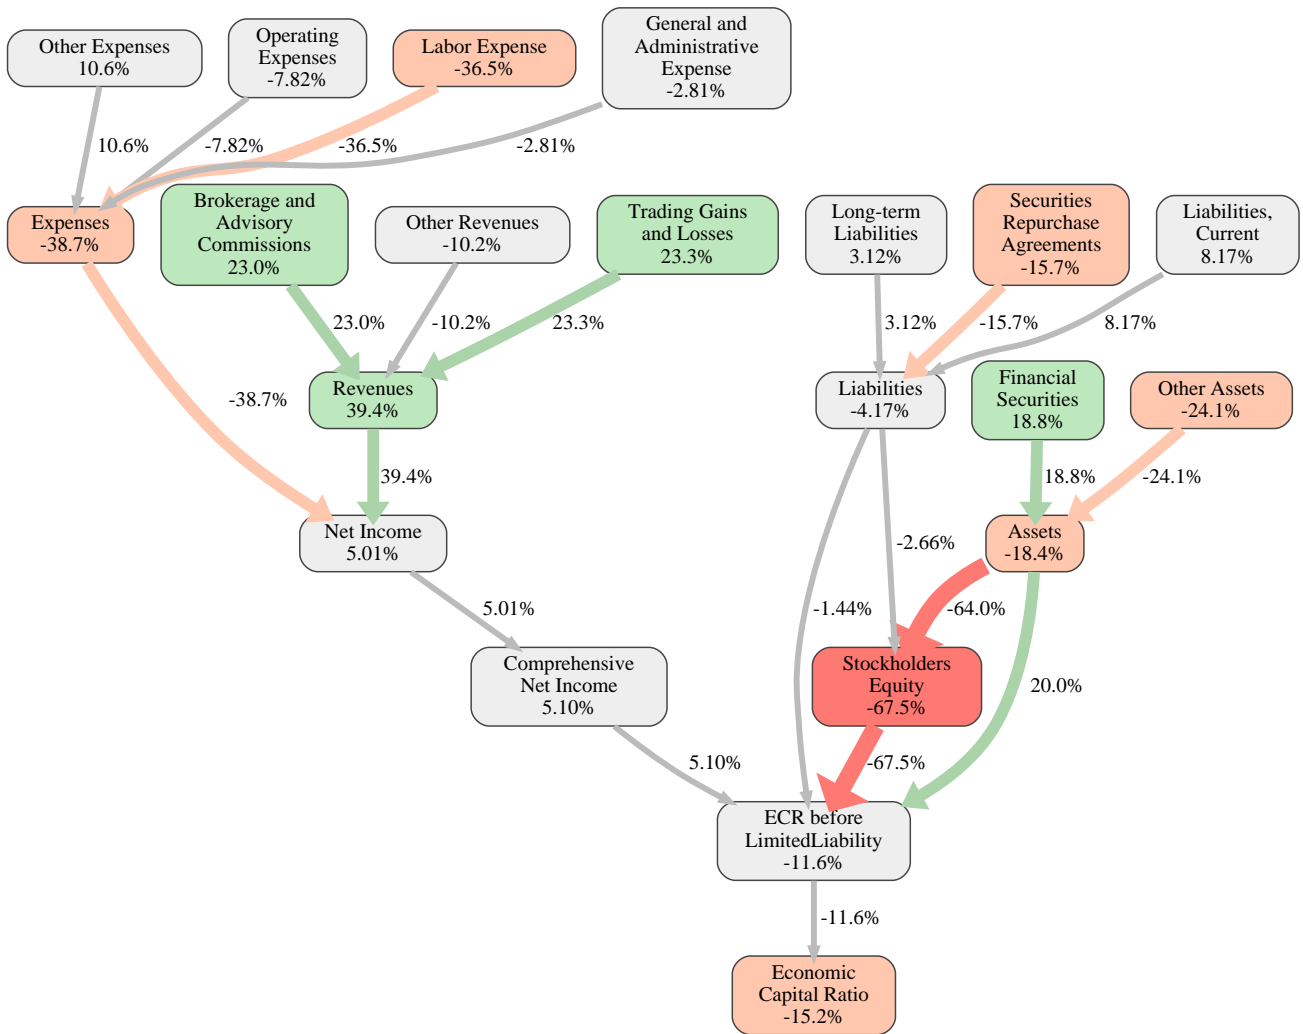 Other Expenses
10.6%
Operating
Expenses
-7.82%
Labor Expense
-36.5%
General and
Administrative
Expense
-2.81%
10.6%
-7.82%
-36.5%
-2.81%
Expenses
-38.7%
Brokerage and
Advisory
Commissions
23.0%
Other Revenues
-10.2%
Trading Gains
and Losses
23.3%
Long-term
Liabilities
3.12%
Securities
Repurchase
Agreements
-15.7%
Liabilities,
Current
8.17%
23.0%
-10.2%
23.3%
3.12%
-15.7%
8.17%
-38.7%
Revenues
39.4%
Liabilities
-4.17%
Financial
Securities
18.8%
Other Assets
-24.1%
39.4%
18.8%
-24.1%
Net Income
5.01%
-2.66%
Assets
-18.4%
5.01%
-1.44%
-64.0%
Comprehensive
Net Income
5.10%
Stockholders
Equity
-67.5%
20.0%
5.10%
-67.5%
ECR before
LimitedLiability
-11.6%
-11.6%
Economic
Capital Ratio
-15.2%